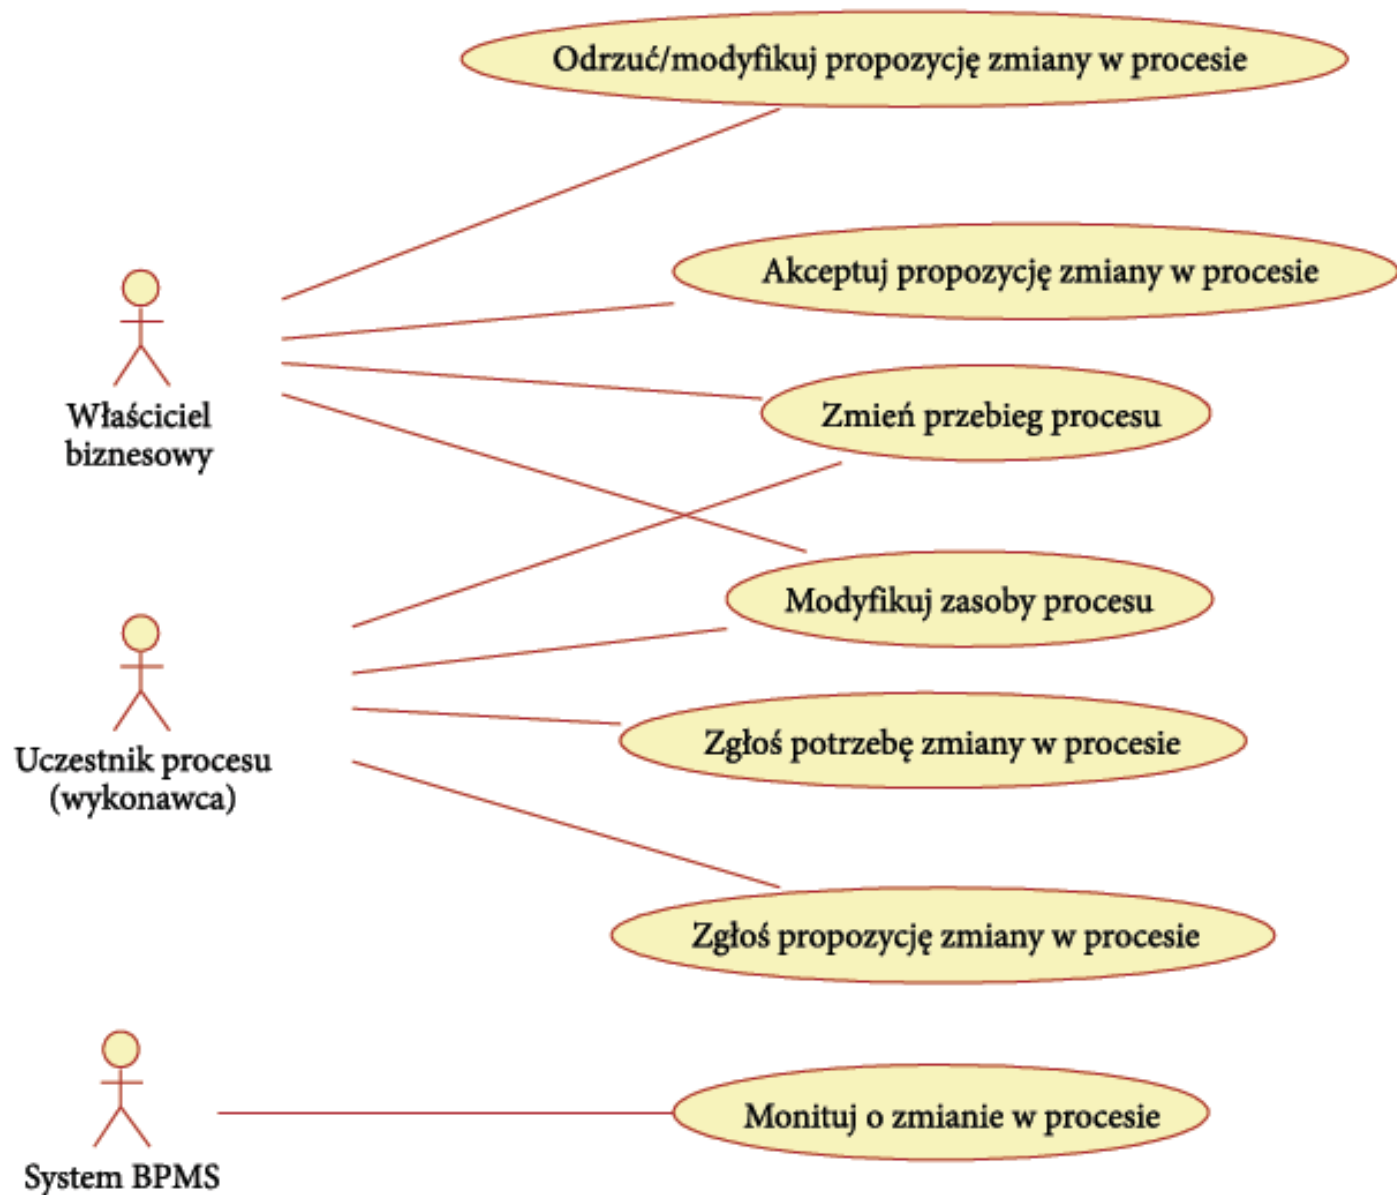 Odrzuć/modyfikuj propozycję zmiany w procesie
Akceptuj propozycję zmiany w procesie
Właściciel
biznesowy
Zmień przebieg procesu
Modyfikuj zasoby procesu
Uczestnik procesu
(wykonawca)
Zgłoś potrzebę zmiany w procesie
Zgłoś propozycję zmiany w procesie
System BPMS
Monituj o zmianie w procesie